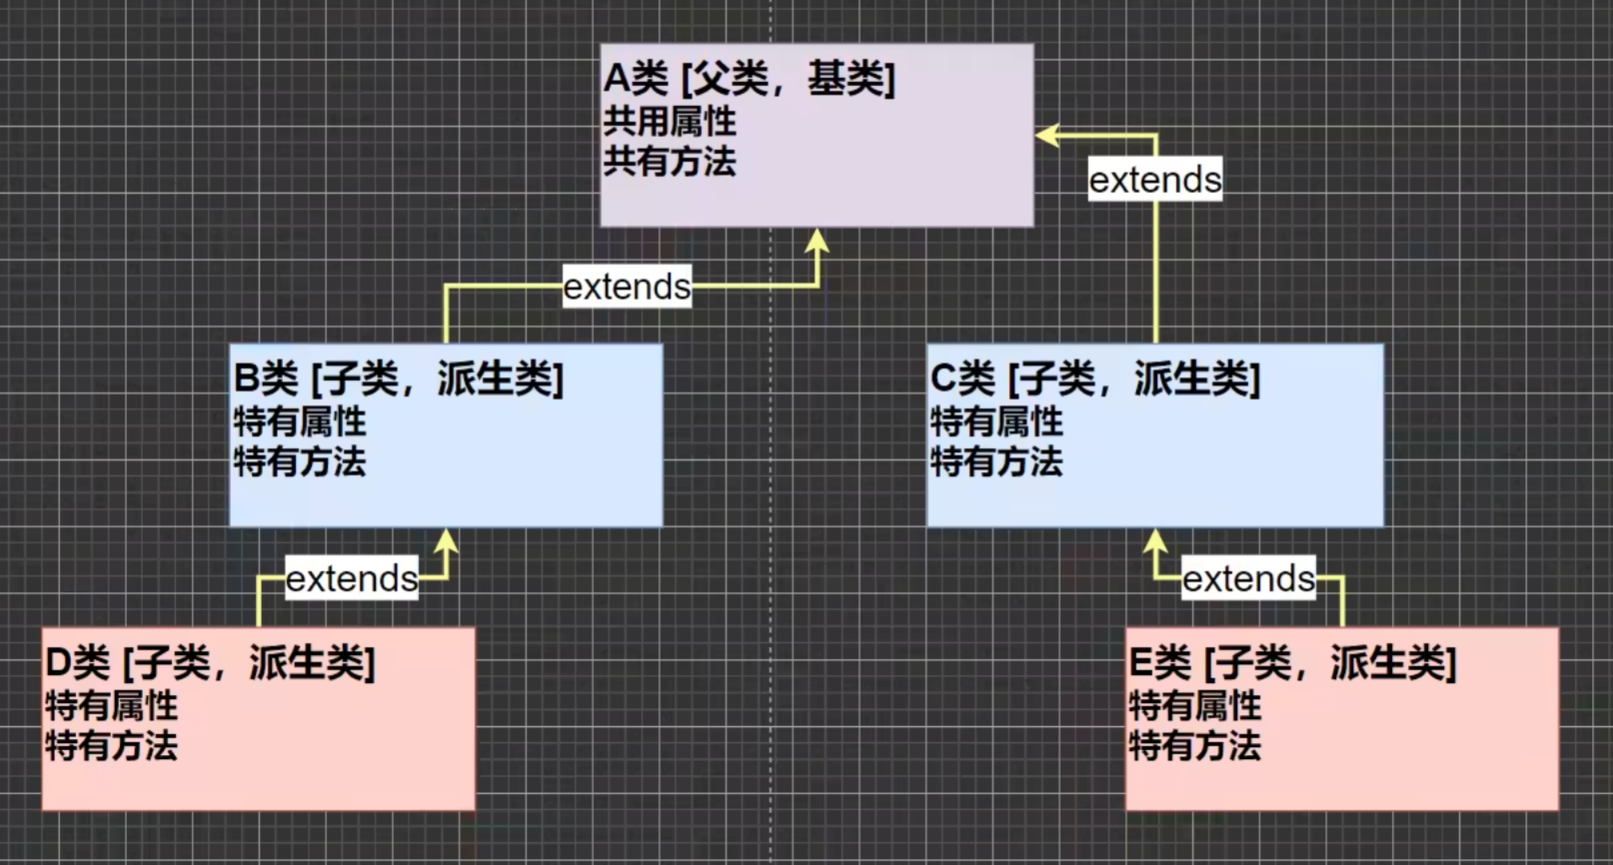 A类 [父类，基类]
共用属性
共有方法
extends
extends
B类 [子类，派生类]
特有属性
特有方法
C类 [子类，派生类]
特有属性
特有方法
extends
extends
D类 [子类，派生类]
特有属性
特有方法
E类 [子类，派生类]
特有属性
特有方法